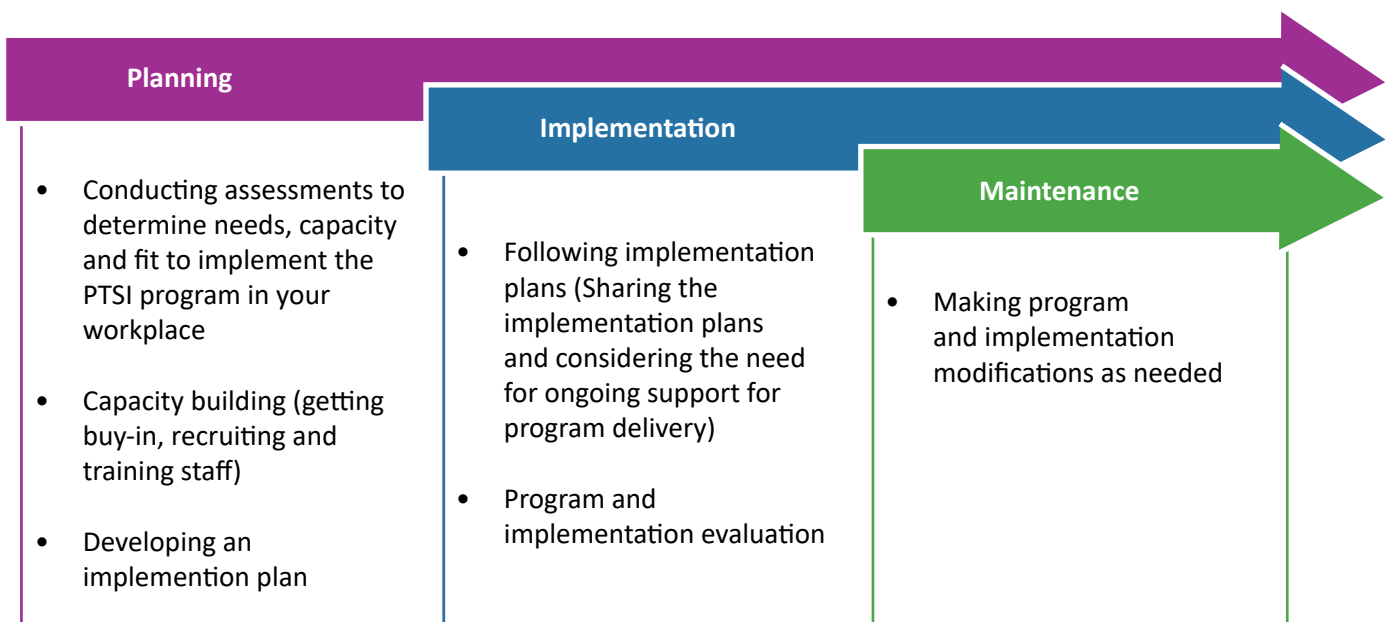 Planning
• Conducting assessments to
determine needs, capacity
and fit to implement the
PTSI program in your
workplace
• Capacity building (getting
buy-in, recruiting and
training staff)
• Developing an
implemention plan
Implementation
• Following implementation
plans (Sharing the
implementation plans
and considering the need
for ongoing support for
program delivery)
• Program and
implementation evaluation
Maintenance
• Making program
and implementation
modifications as needed